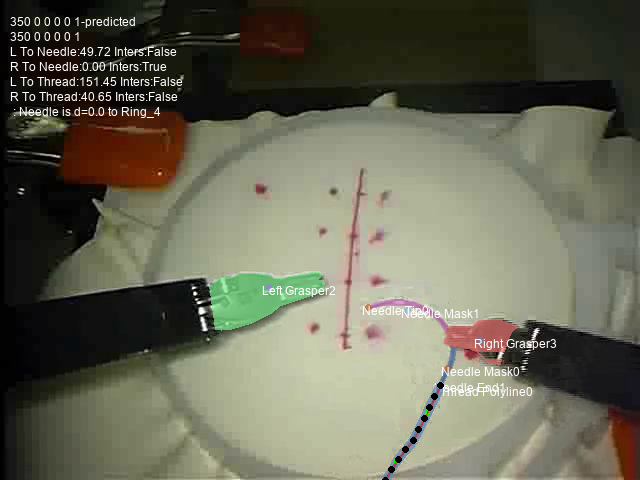 350 0 0 0 0 1-predicted
350 0 0 0 0 1
L To Needle:49.72 Inters:False
R To Needle:0.00 Inters:True
L To Thread:151.45 Inters:False
R To Thread:40.65 Inters:False
: Needle is d=0.0 to Ring_4
Left Grasper2
Needle Mask1
Right Grasper3
Needle Mask0
Thread Polyline0